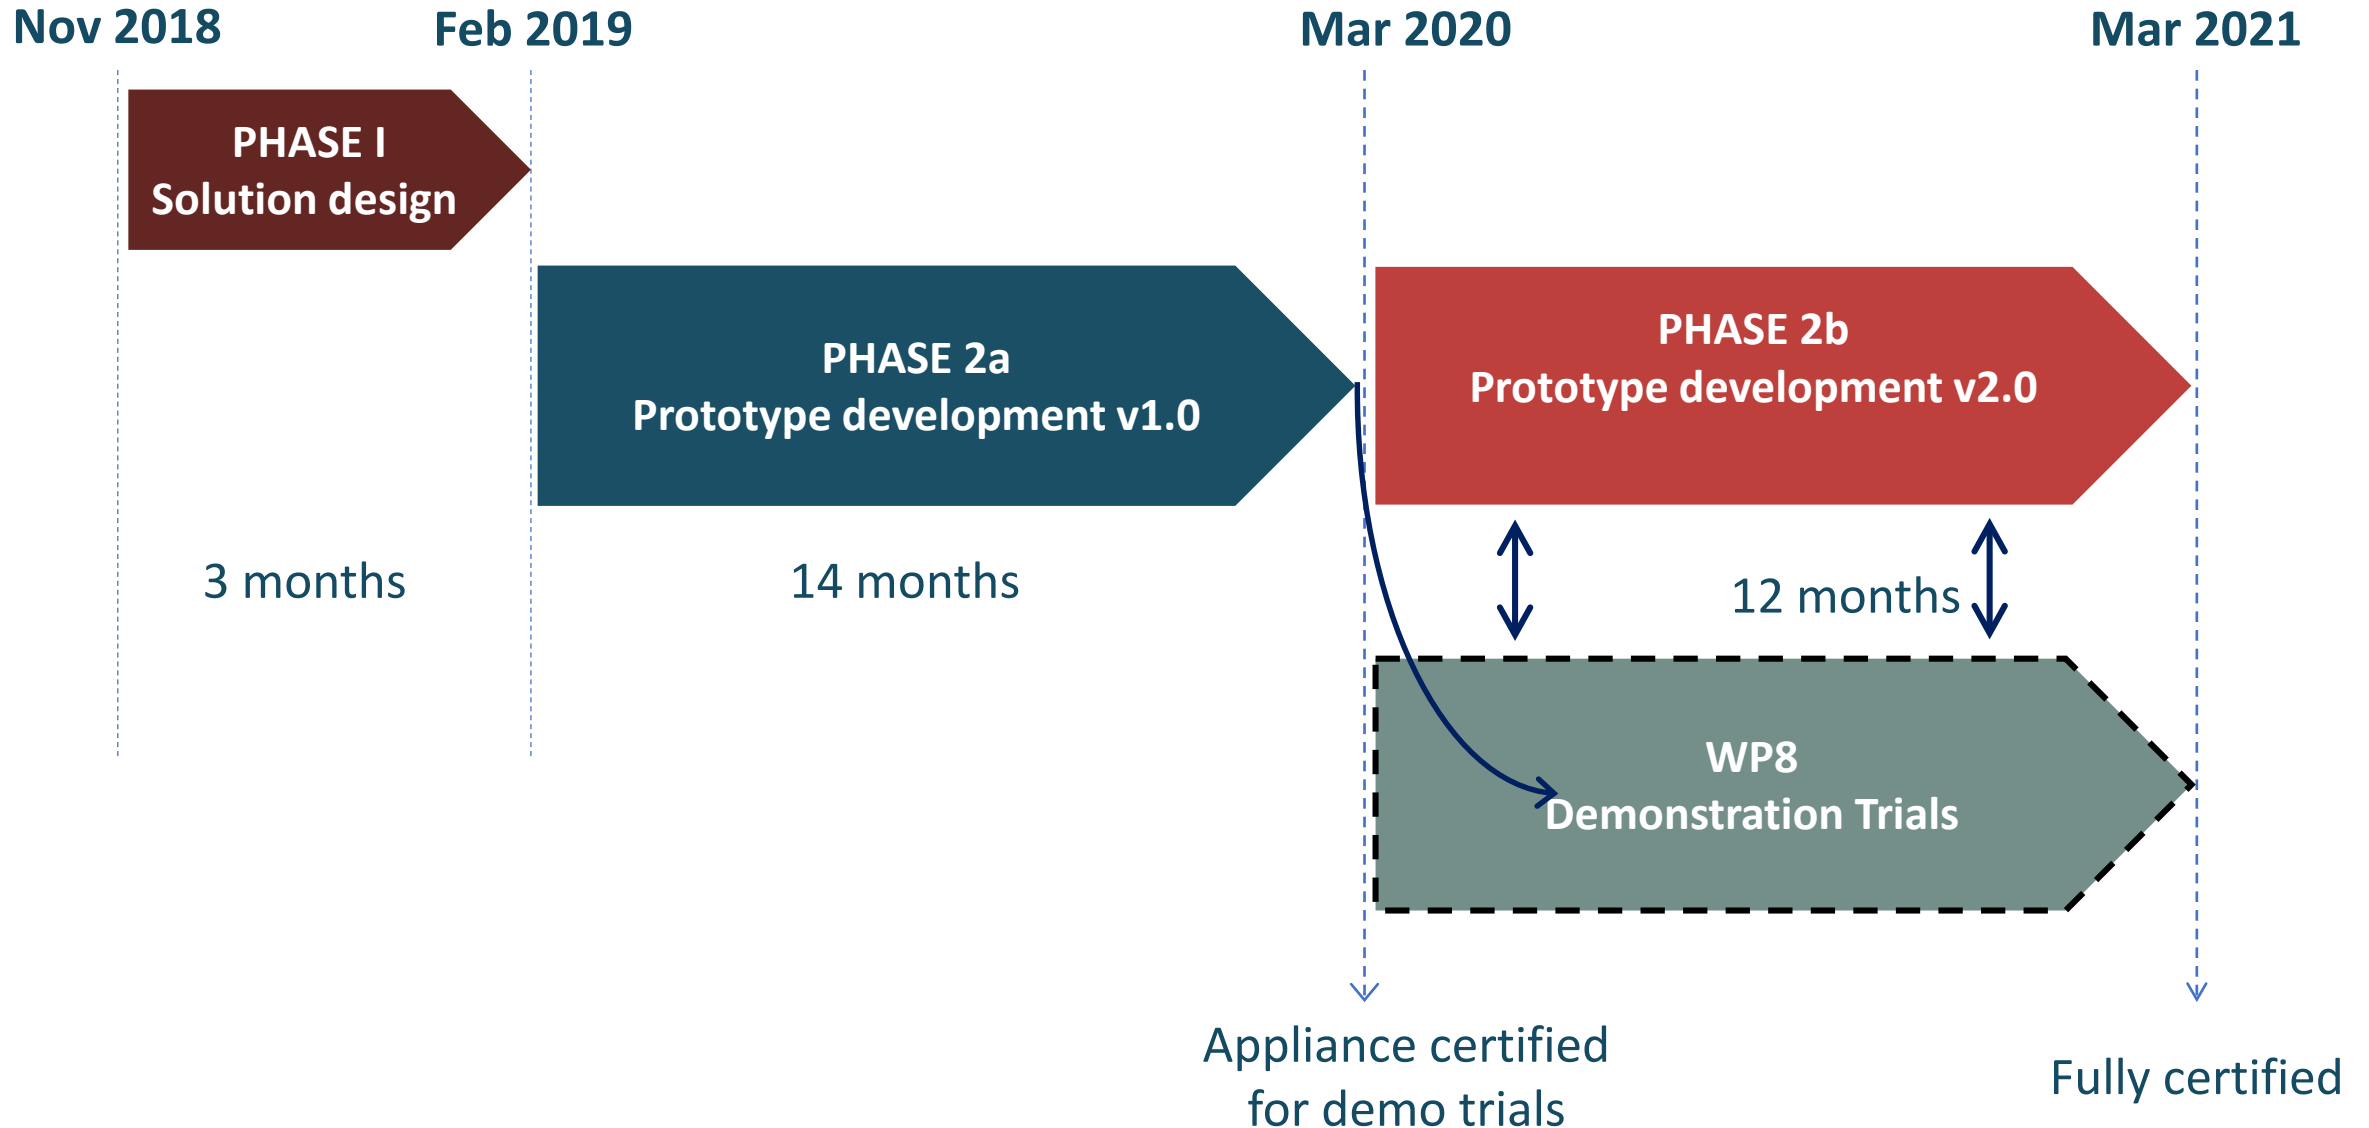 Nov 2018
Feb 2019
Mar 2020
Mar 2021
PHASE I
Solution design
PHASE 2a
Prototype development v1.0
PHASE 2b
Prototype development v2.0
3 months
14 months
12 months
WP8
Demonstration Trials
Appliance certified
for demo trials
Fully certified